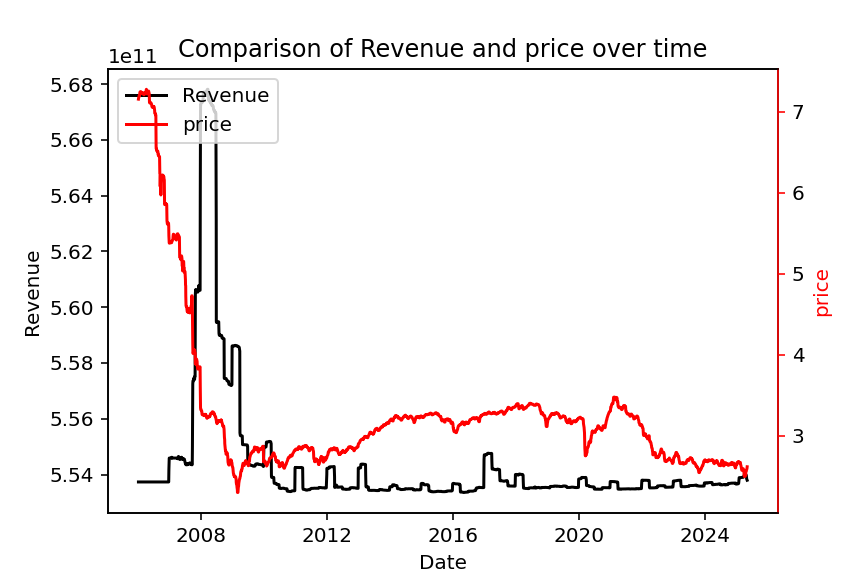 Comparison of Revenue and price over time
1e11
Revenue
price
5.68
5.66
5.64
5.62
5.60
5.58
5.56
5.54
Revenue
7
6
5
4
3
price
2008 2012 2016 2020 2024
Date